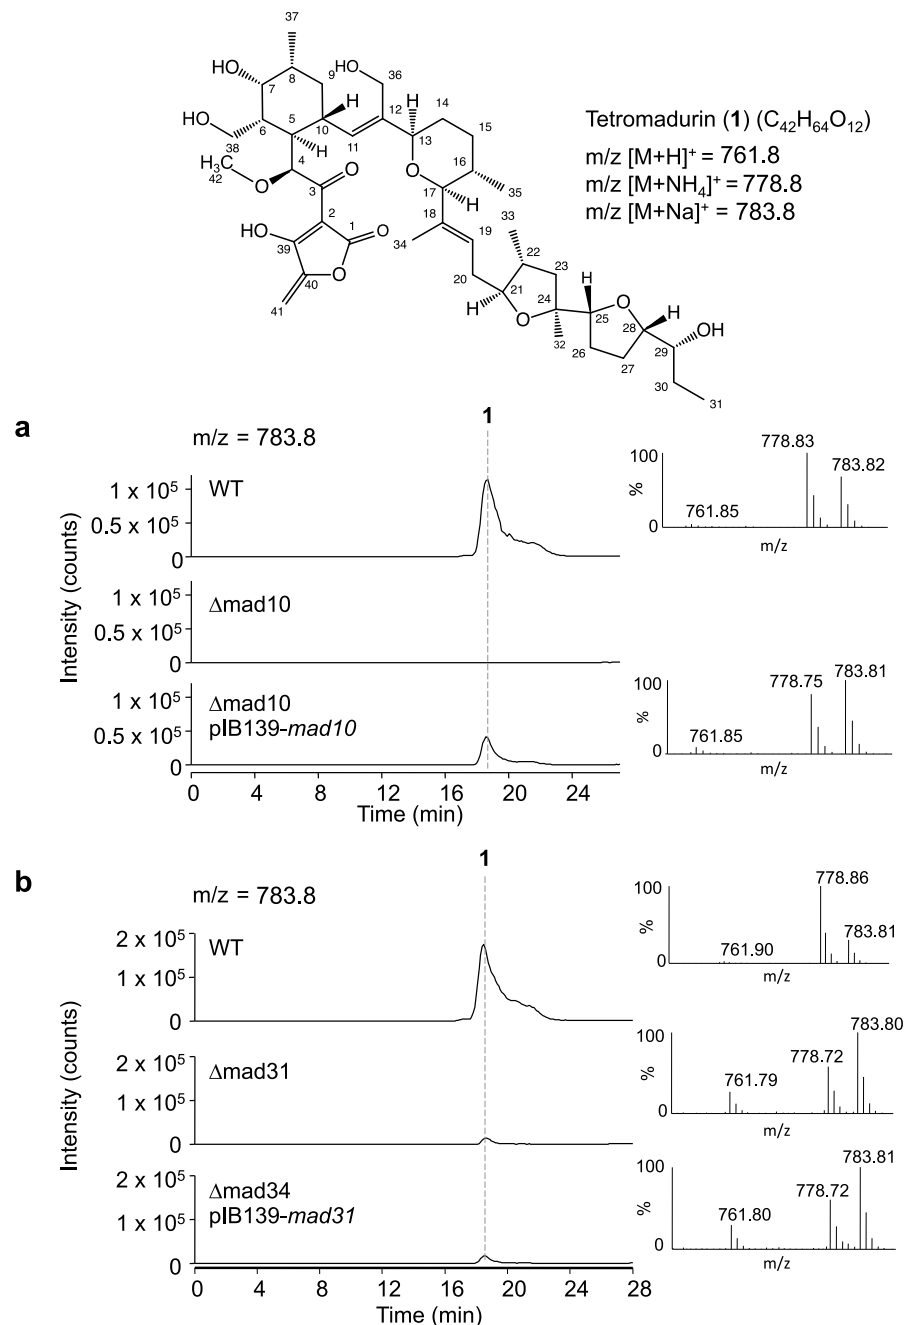 37
HO
8
9
HO
36
7
H
12
H
14
HO
5
10
13
15
6
11
38
4
H
O
16
H3C
42
O
O
3
17
35
2
18
H
33
HO
1
O
34
19
22
39
O
23
40
20
H
41
H
21
24
O
H
O
25
28
OH
32
29
26
27
30
31
Tetromadurin (1) (C42H64O12)
m/z [M+H]+ = 761.8
m/z [M+NH4]+ = 778.8
m/z [M+Na]+ = 783.8
a
m/z = 783.8
1
WT
1 x 10^5
0.5 x 10^5
0
Δmad10
1 x 10^5
0.5 x 10^5
0
Δmad10
pIB139-mad10
1 x 10^5
0.5 x 10^5
0
Intensity (counts)
0 4 8 12 16 20 24
Time (min)
100
%
0
761.85
778.83
783.82
m/z
100
%
0
761.85
778.75
783.81
m/z
b
m/z = 783.8
1
WT
2 x 10^5
1 x 10^5
0
Δmad31
2 x 10^5
1 x 10^5
0
Δmad34
pIB139-mad31
2 x 10^5
1 x 10^5
0
Intensity (counts)
0 4 8 12 16 20 24 28
Time (min)
100
%
0
761.90
778.86
783.81
m/z
100
%
0
761.79
778.72
783.80
m/z
100
%
0
761.80
778.72
783.81
m/z